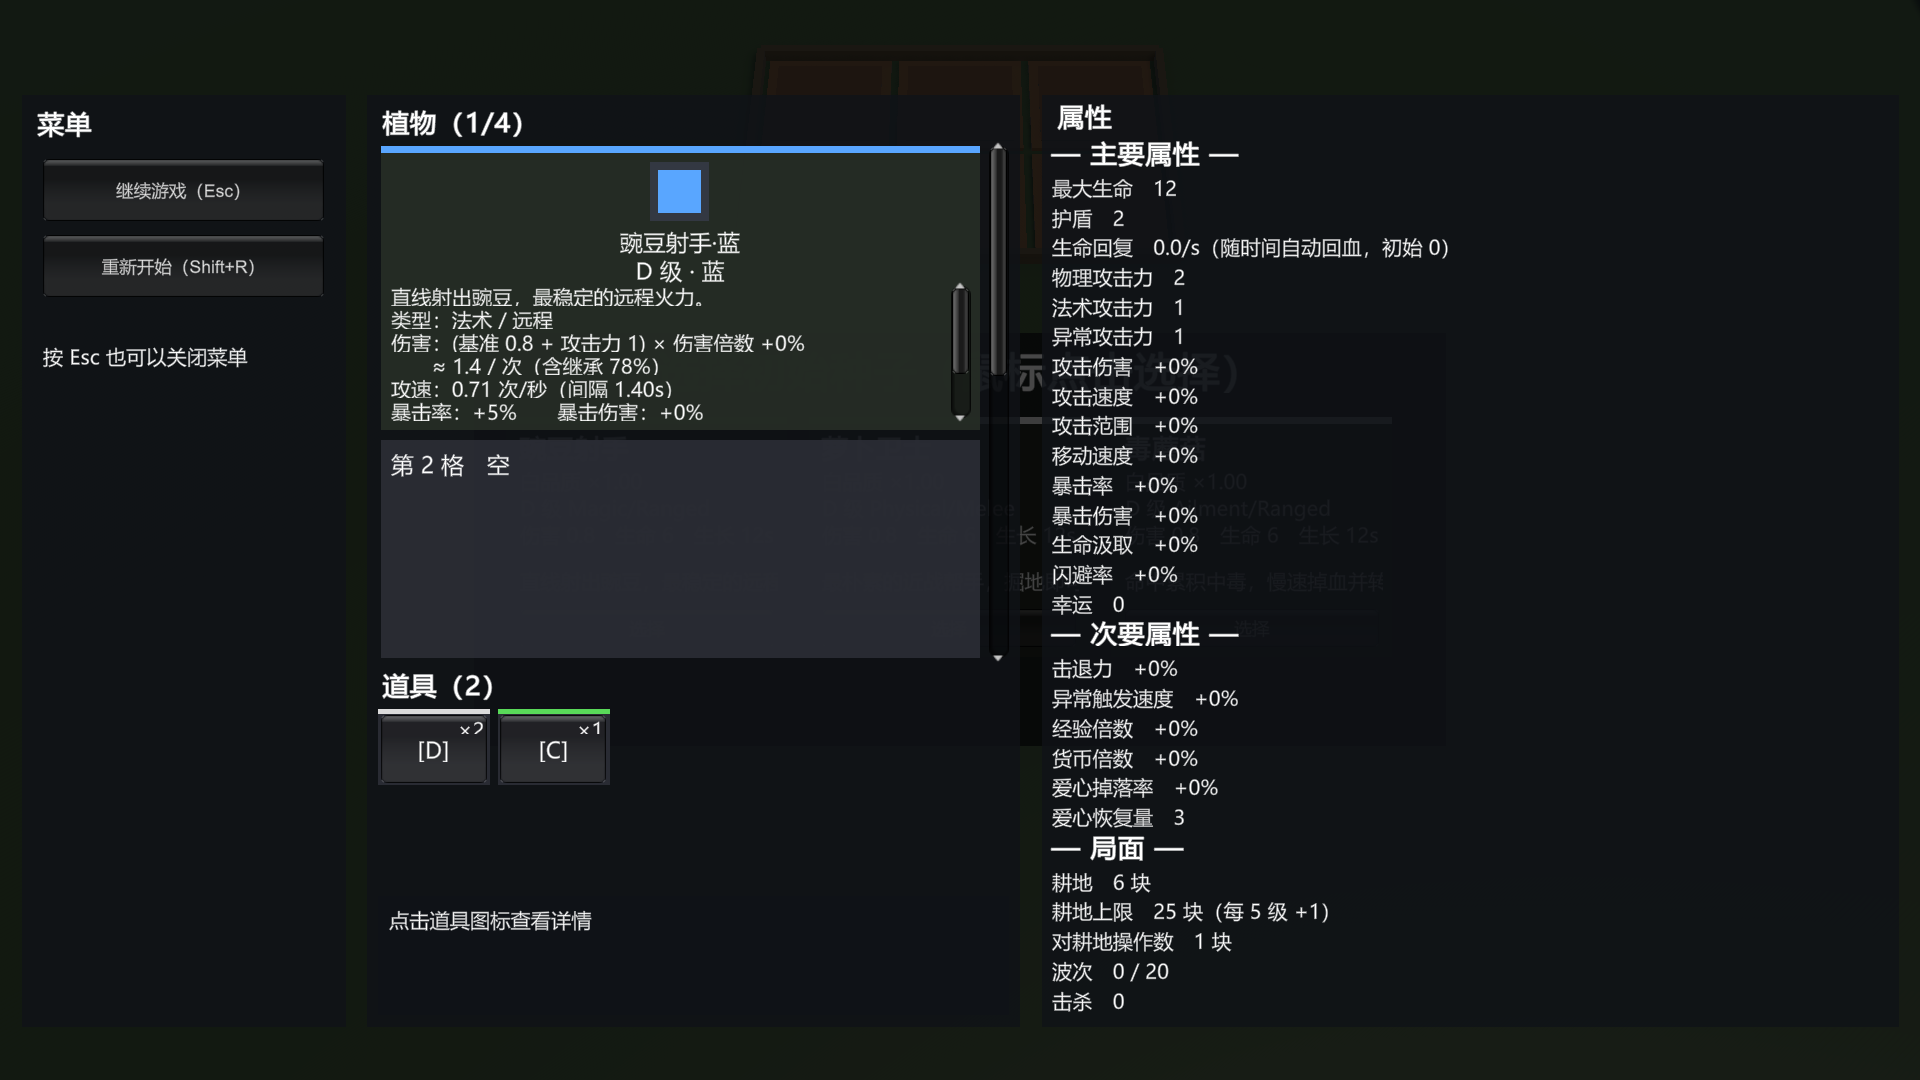 菜单
继续游戏（Esc）
重新开始（Shift+R）
按 Esc 也可以关闭菜单
植物（1/4）
豌豆射手·蓝
D 级 · 蓝
直线射出豌豆，最稳定的远程火力。
类型：法术 / 远程
伤害：(基准 0.8 + 攻击力 1) × 伤害倍数 +0%
≈ 1.4 / 次（含继承 78%）
攻速：0.71 次/秒（间隔 1.40s）
暴击率：+5%　暴击伤害：+0%
第 2 格　空
道具（2）
×2
[D]
×1
[C]
点击道具图标查看详情
属性
— 主要属性 —
最大生命　12
护盾　2
生命回复　0.0/s（随时间自动回血，初始 0）
物理攻击力　2
法术攻击力　1
异常攻击力　1
攻击伤害　+0%
攻击速度　+0%
攻击范围　+0%
移动速度　+0%
暴击率　+0%
暴击伤害　+0%
生命汲取　+0%
闪避率　+0%
幸运　0
— 次要属性 —
击退力　+0%
异常触发速度　+0%
经验倍数　+0%
货币倍数　+0%
爱心掉落率　+0%
爱心恢复量　3
— 局面 —
耕地　6 块
耕地上限　25 块（每 5 级 +1）
对耕地操作数　1 块
波次　0 / 20
击杀　0